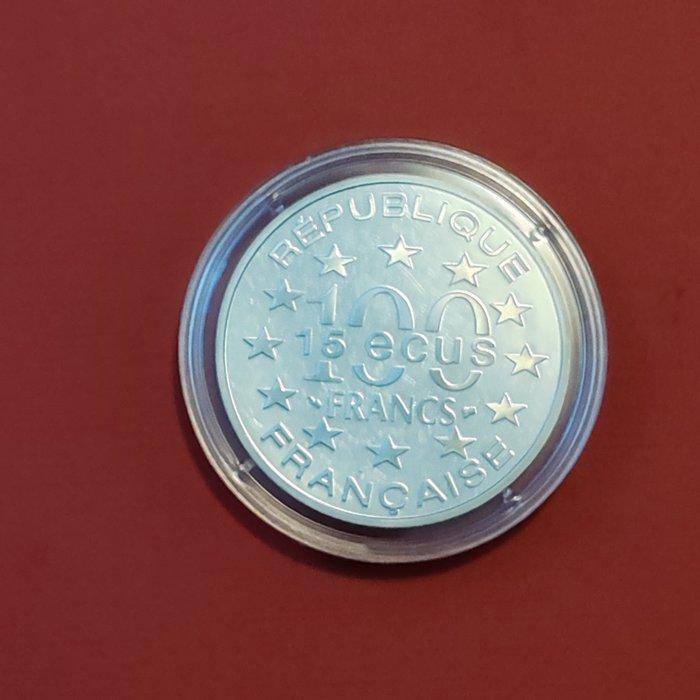 RÉPUBLIQUE
100
15 ecus
FRANCS
FRANÇAISE